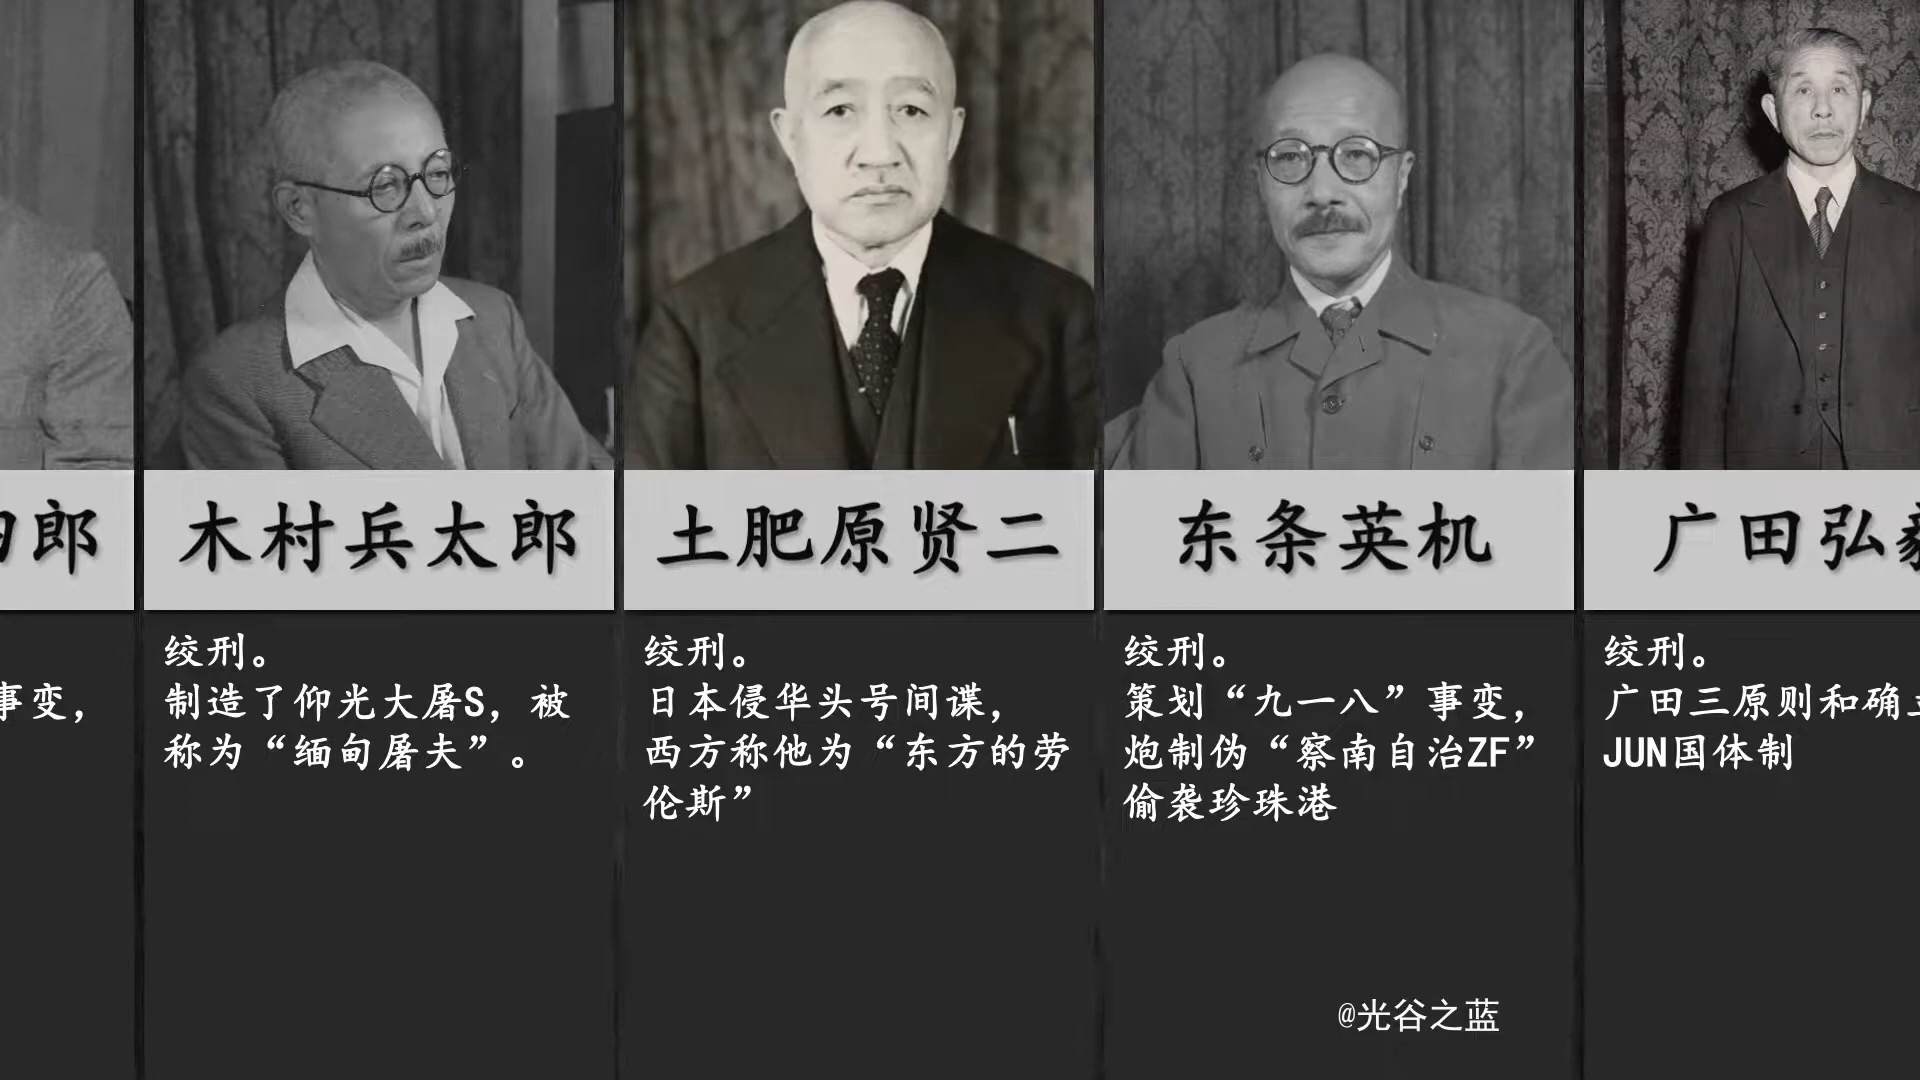 郎
木村兵太郎
土肥原贤二
东条英机
广田弘毅
事变，
绞刑。
制造了仰光大屠S，被
称为“缅甸屠夫”。
绞刑。
日本侵华头号间谍，
西方称他为“东方的劳
伦斯”
绞刑。
策划“九一八”事变，
炮制伪“察南自治ZF”
偷袭珍珠港
绞刑。
广田三原则和确立
JUN国体制
@光谷之蓝